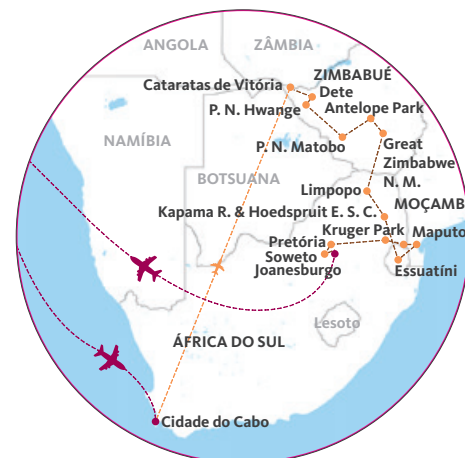 ANGOLA
ZÂMBIA
Cataratas de Vitória
ZIMBABUÉ
Dete
P. N. Hwange
Antelope Park
NAMÍBIA
P. N. Matobo
Great
Zimbabwe
N. M.
BOTSUANA
Limpopo
MOÇAMB
Kapama R. & Hoedspruit E. S. C.
Kruger Park
Maputo
Pretória
Soweto
Joanesburgo
Essuatíni
Lesoto
ÁFRICA DO SUL
Cidade do Cabo